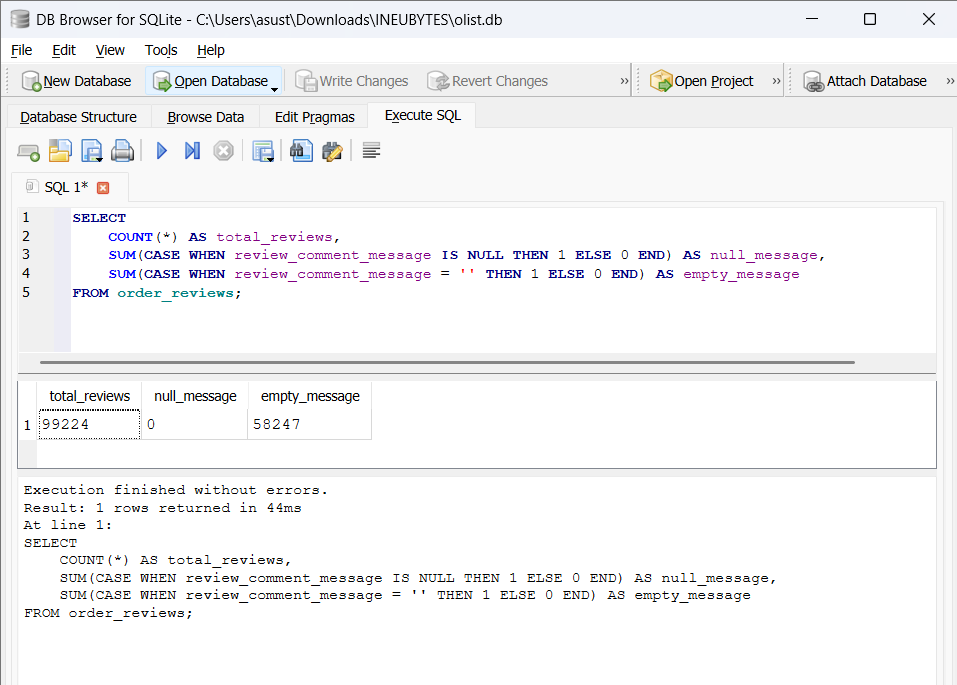 DB Browser for SQLite - C:\Users\asust\Downloads\INEUBYTES\olist.db
File Edit View Tools Help
New Database Open Database Write Changes Revert Changes » Open Project » Attach Database »
Database Structure Browse Data Edit Pragmas Execute SQL
SQL 1*
1 SELECT
2 COUNT(*) AS total_reviews,
3 SUM(CASE WHEN review_comment_message IS NULL THEN 1 ELSE 0 END) AS null_message,
4 SUM(CASE WHEN review_comment_message = '' THEN 1 ELSE 0 END) AS empty_message
5 FROM order_reviews;
total_reviews null_message empty_message
1 99224 0 58247
Execution finished without errors.
Result: 1 rows returned in 44ms
At line 1:
SELECT
COUNT(*) AS total_reviews,
SUM(CASE WHEN review_comment_message IS NULL THEN 1 ELSE 0 END) AS null_message,
SUM(CASE WHEN review_comment_message = '' THEN 1 ELSE 0 END) AS empty_message
FROM order_reviews;